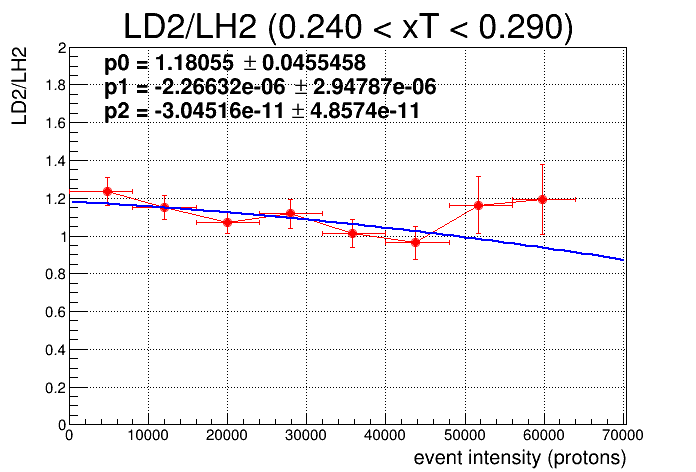 LD2/LH2 (0.240 < xT < 0.290)
LD2/LH2
p0 = 1.18055 ± 0.0455458
p1 = -2.26632e-06 ± 2.94787e-06
p2 = -3.04516e-11 ± 4.8574e-11
2
1.8
1.6
1.4
1.2
1
0.8
0.6
0.4
0.2
0
0 10000 20000 30000 40000 50000 60000 70000
event intensity (protons)